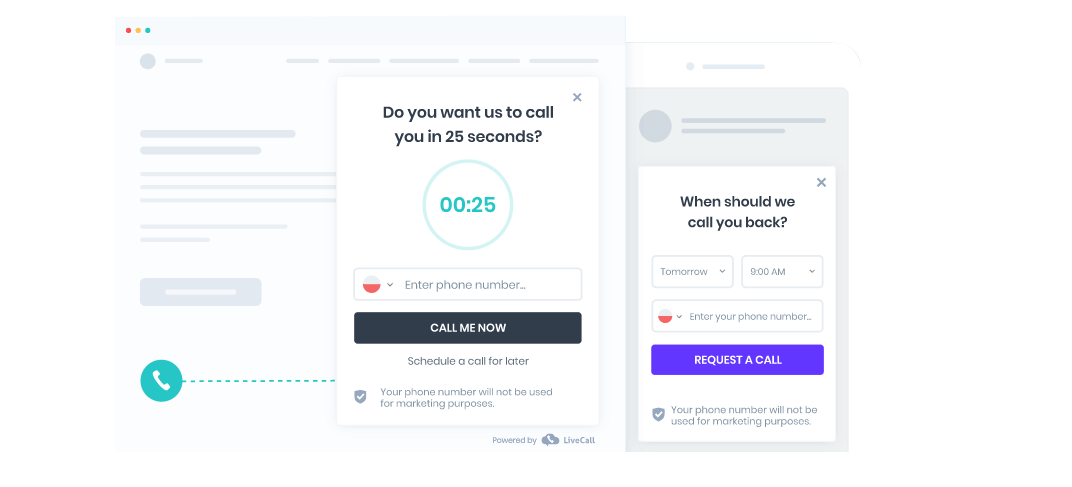 Do you want us to call
you in 25 seconds?
00:25
Enter phone number...
CALL ME NOW
Schedule a call for later
Your phone number will not be used
for marketing purposes.
Powered by LiveCall
When should we
call you back?
Tomorrow
9:00 AM
Enter your phone number...
REQUEST A CALL
Your phone number will not be
used for marketing purposes.